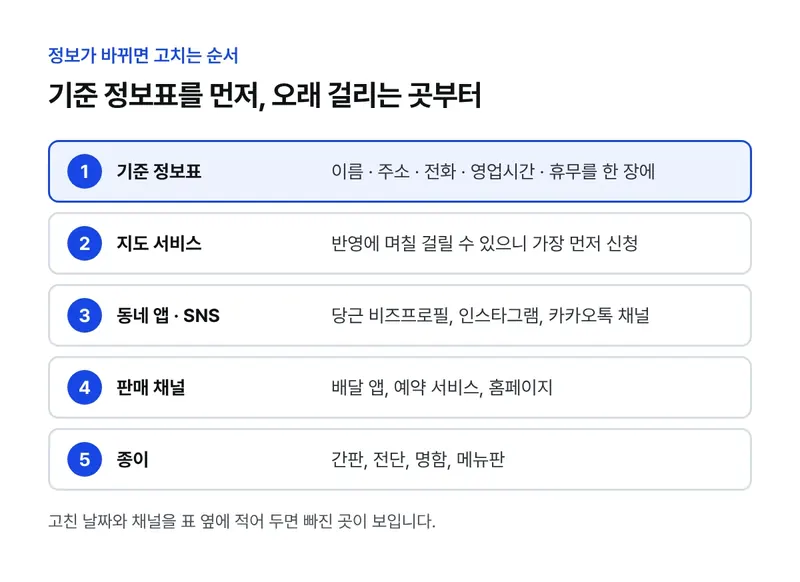 정보가 바뀌면 고치는 순서
기준 정보표를 먼저, 오래 걸리는 곳부터
1 기준 정보표 이름 · 주소 · 전화 · 영업시간 · 휴무를 한 장에
2 지도 서비스 반영에 며칠 걸릴 수 있으니 가장 먼저 신청
3 동네 앱 · SNS 당근 비즈프로필, 인스타그램, 카카오톡 채널
4 판매 채널 배달 앱, 예약 서비스, 홈페이지
5 종이 간판, 전단, 명함, 메뉴판
고친 날짜와 채널을 표 옆에 적어 두면 빠진 곳이 보입니다.